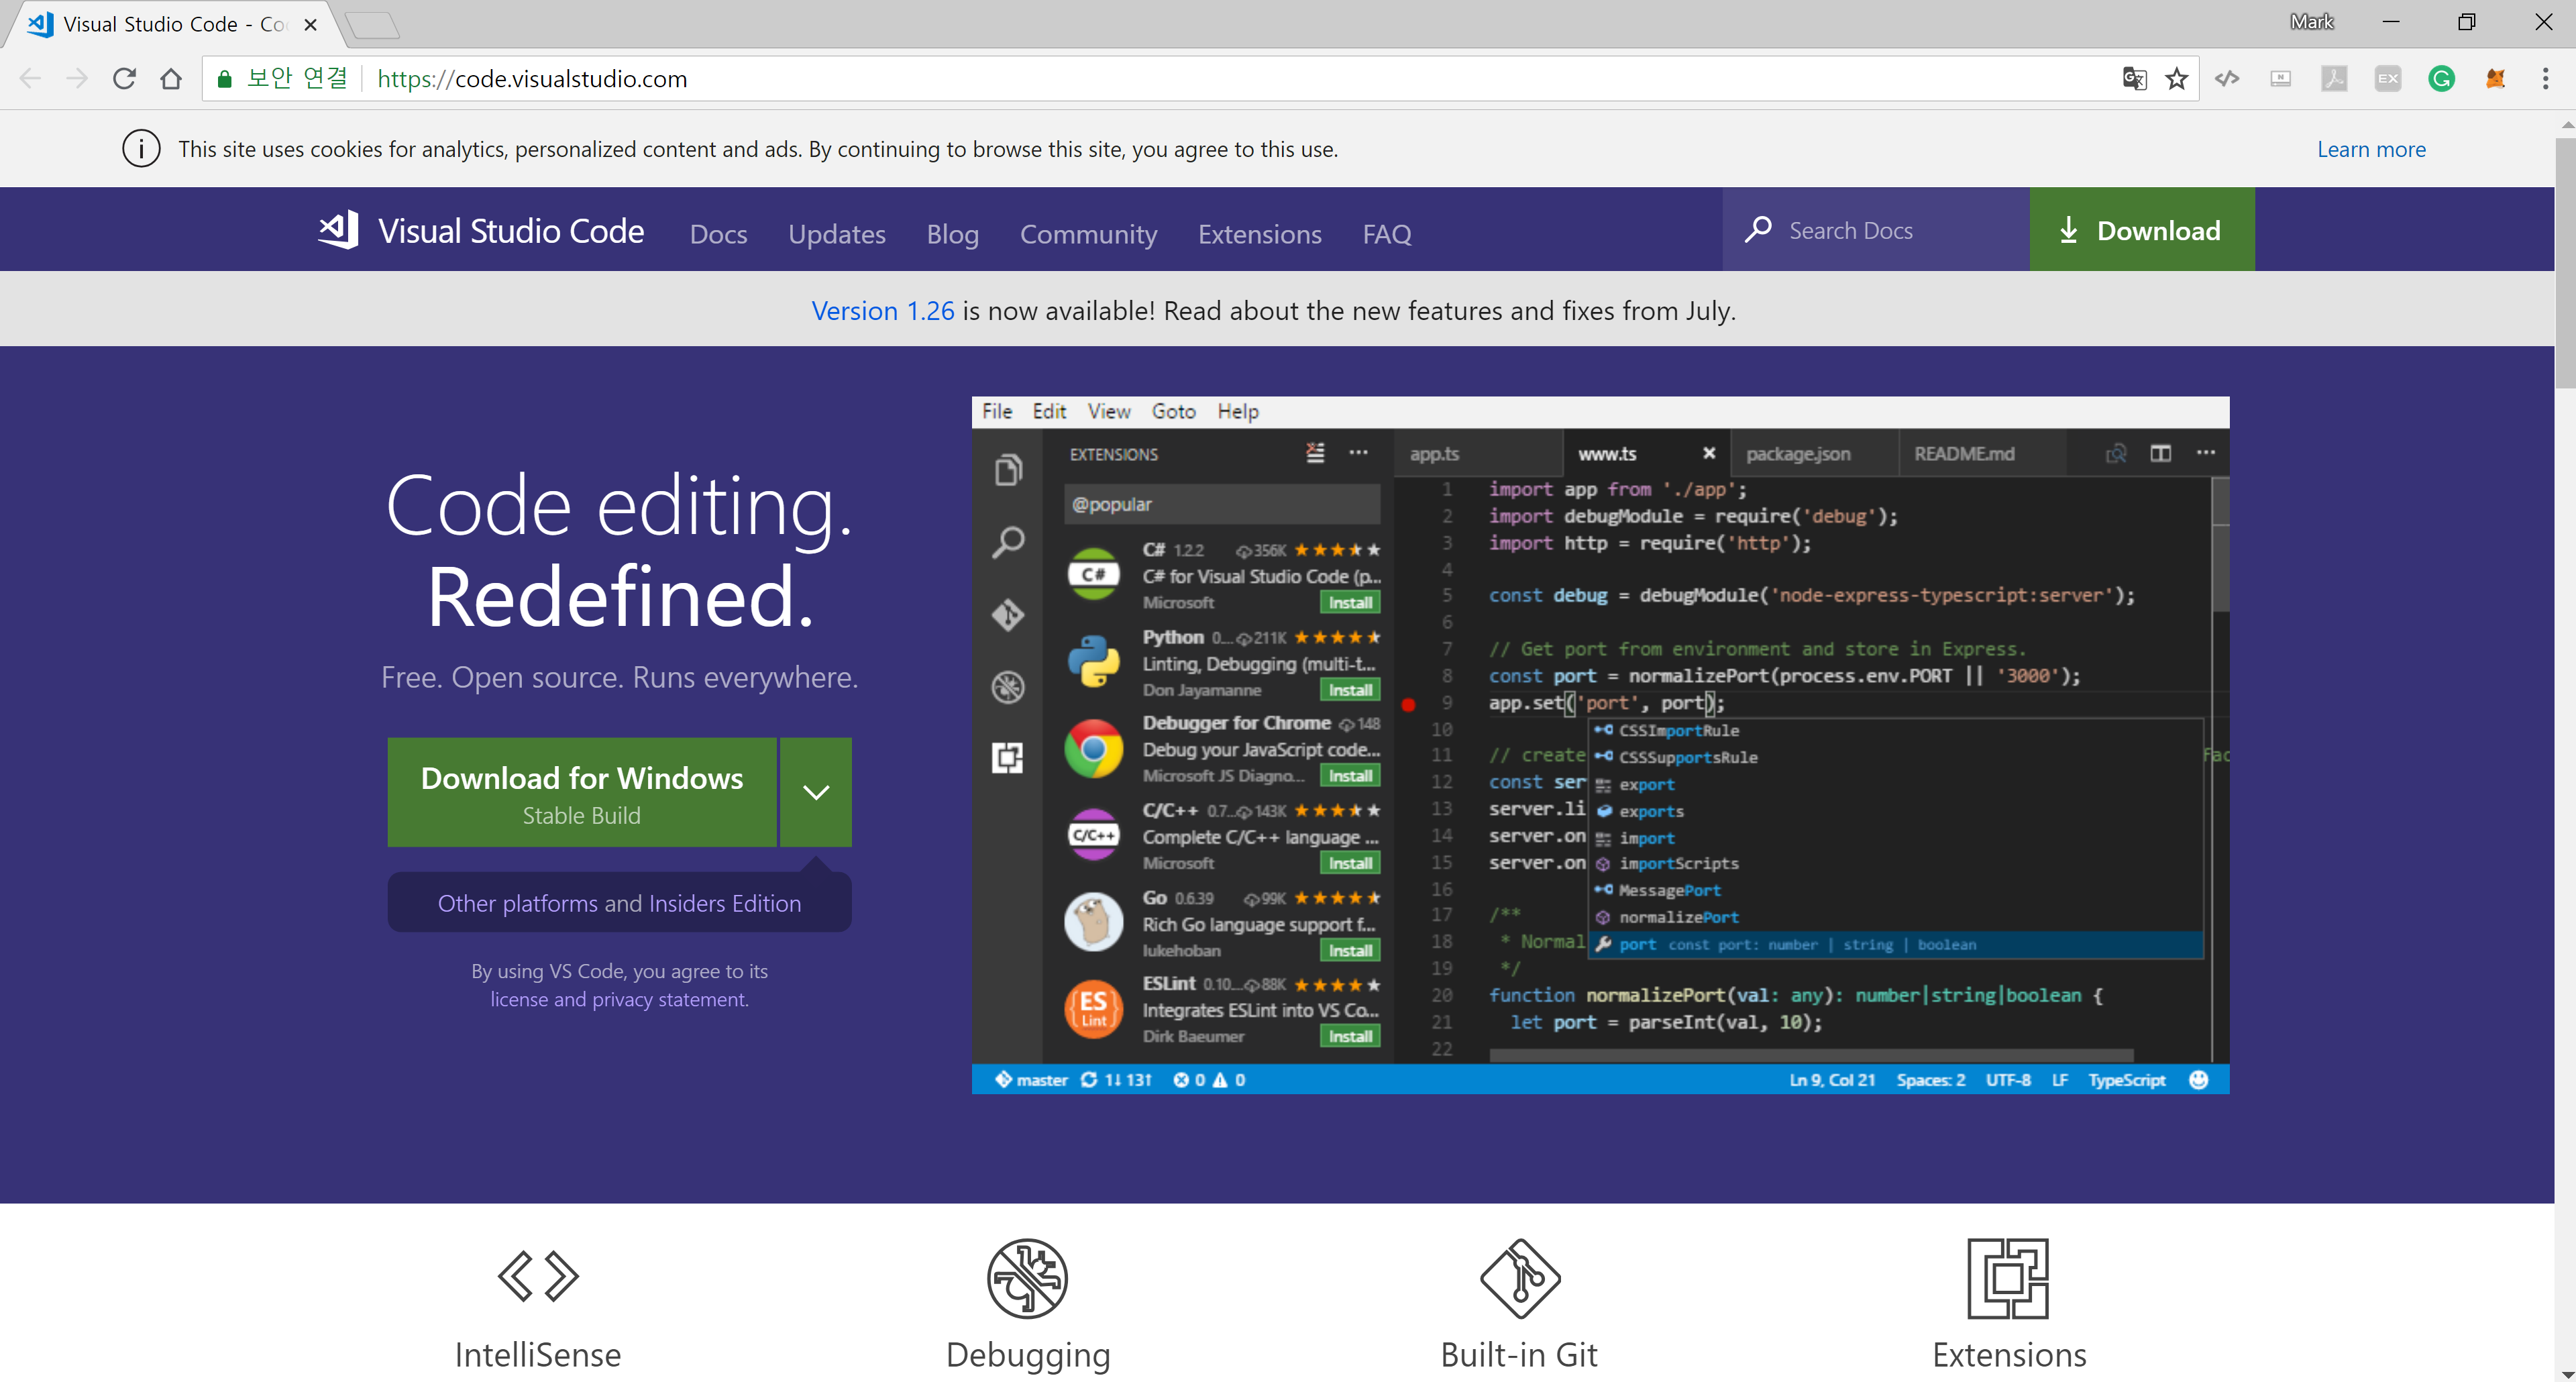 Visual Studio Code - Co
Mark
보안 연결
https://code.visualstudio.com
This site uses cookies for analytics, personalized content and ads. By continuing to browse this site, you agree to this use.
Learn more
Visual Studio Code
Docs
Updates
Blog
Community
Extensions
FAQ
Search Docs
Download
Version 1.26 is now available! Read about the new features and fixes from July.
Code editing.
Redefined.
Free. Open source. Runs everywhere.
Download for Windows
Stable Build
Other platforms and Insiders Edition
By using VS Code, you agree to its
license and privacy statement.
File Edit View Goto Help
EXTENSIONS
@popular
C# 1.2.2 356K
C# for Visual Studio Code (p...
Microsoft Install
Python 0.... 211K
Linting, Debugging (multi-t...
Don Jayamanne Install
Debugger for Chrome 148
Debug your JavaScript code...
Microsoft JS Diagno... Install
C/C++ 0.7... 143K
Complete C/C++ language ...
Microsoft Install
Go 0.6.39 99K
Rich Go language support f...
lukehoban Install
ESLint 0.10.... 88K
Integrates ESLint into VS Co...
Dirk Baeumer Install
C#
C/C++
ES
Lint
app.ts www.ts package.json README.md
1 import app from './app';
2 import debugModule = require('debug');
3 import http = require('http');
4
5 const debug = debugModule('node-express-typescript:server');
6
7 // Get port from environment and store in Express.
8 const port = normalizePort(process.env.PORT || '3000');
9 app.set('port', port);
10
11 // create
12 const ser
13 server.li
14 server.on
15 server.on
16
17 /**
18 * Normal
19 */
20 function normalizePort(val: any): number|string|boolean {
21 let port = parseInt(val, 10);
22
CSSImportRule
CSSSupportsRule
export
exports
import
importScripts
MessagePort
normalizePort
port const port: number | string | boolean
master 1↓ 13↑ 0 0
Ln 9, Col 21 Spaces: 2 UTF-8 LF TypeScript
IntelliSense
Debugging
Built-in Git
Extensions